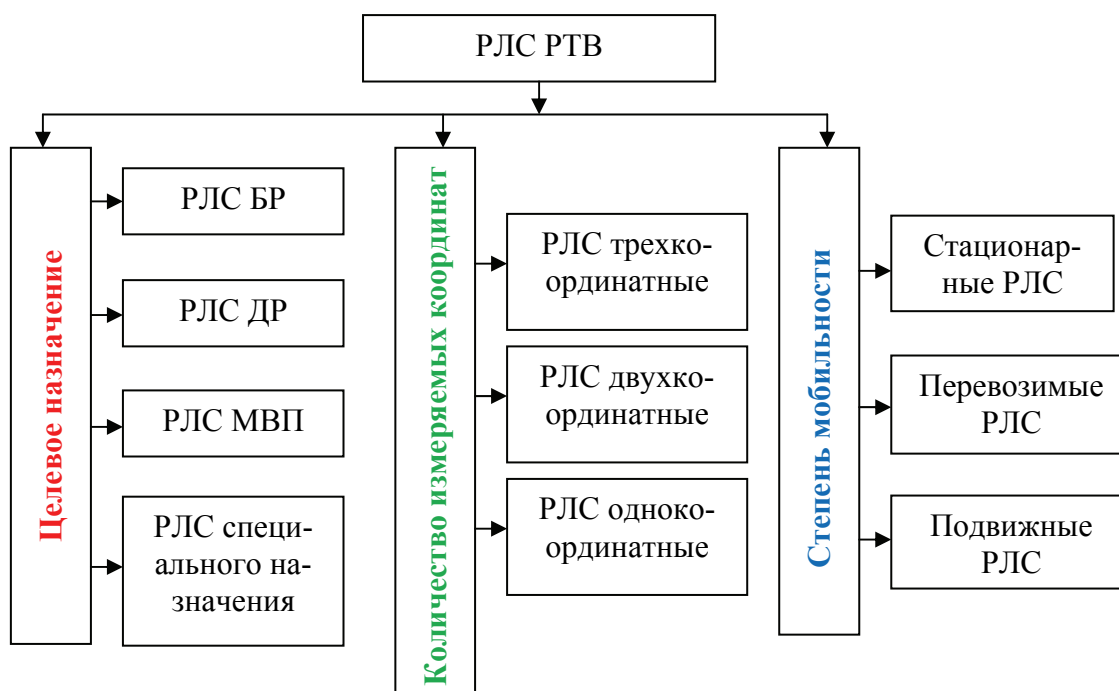 РЛС РТВ
Целевое назначение
РЛС БР
РЛС ДР
РЛС МВП
РЛС специ-
ального на-
значения
Количество измеряемых координат
РЛС трехко-
ординатные
РЛС двухко-
ординатные
РЛС одноко-
ординатные
Степень мобильности
Стационар-
ные РЛС
Перевозимые
РЛС
Подвижные
РЛС